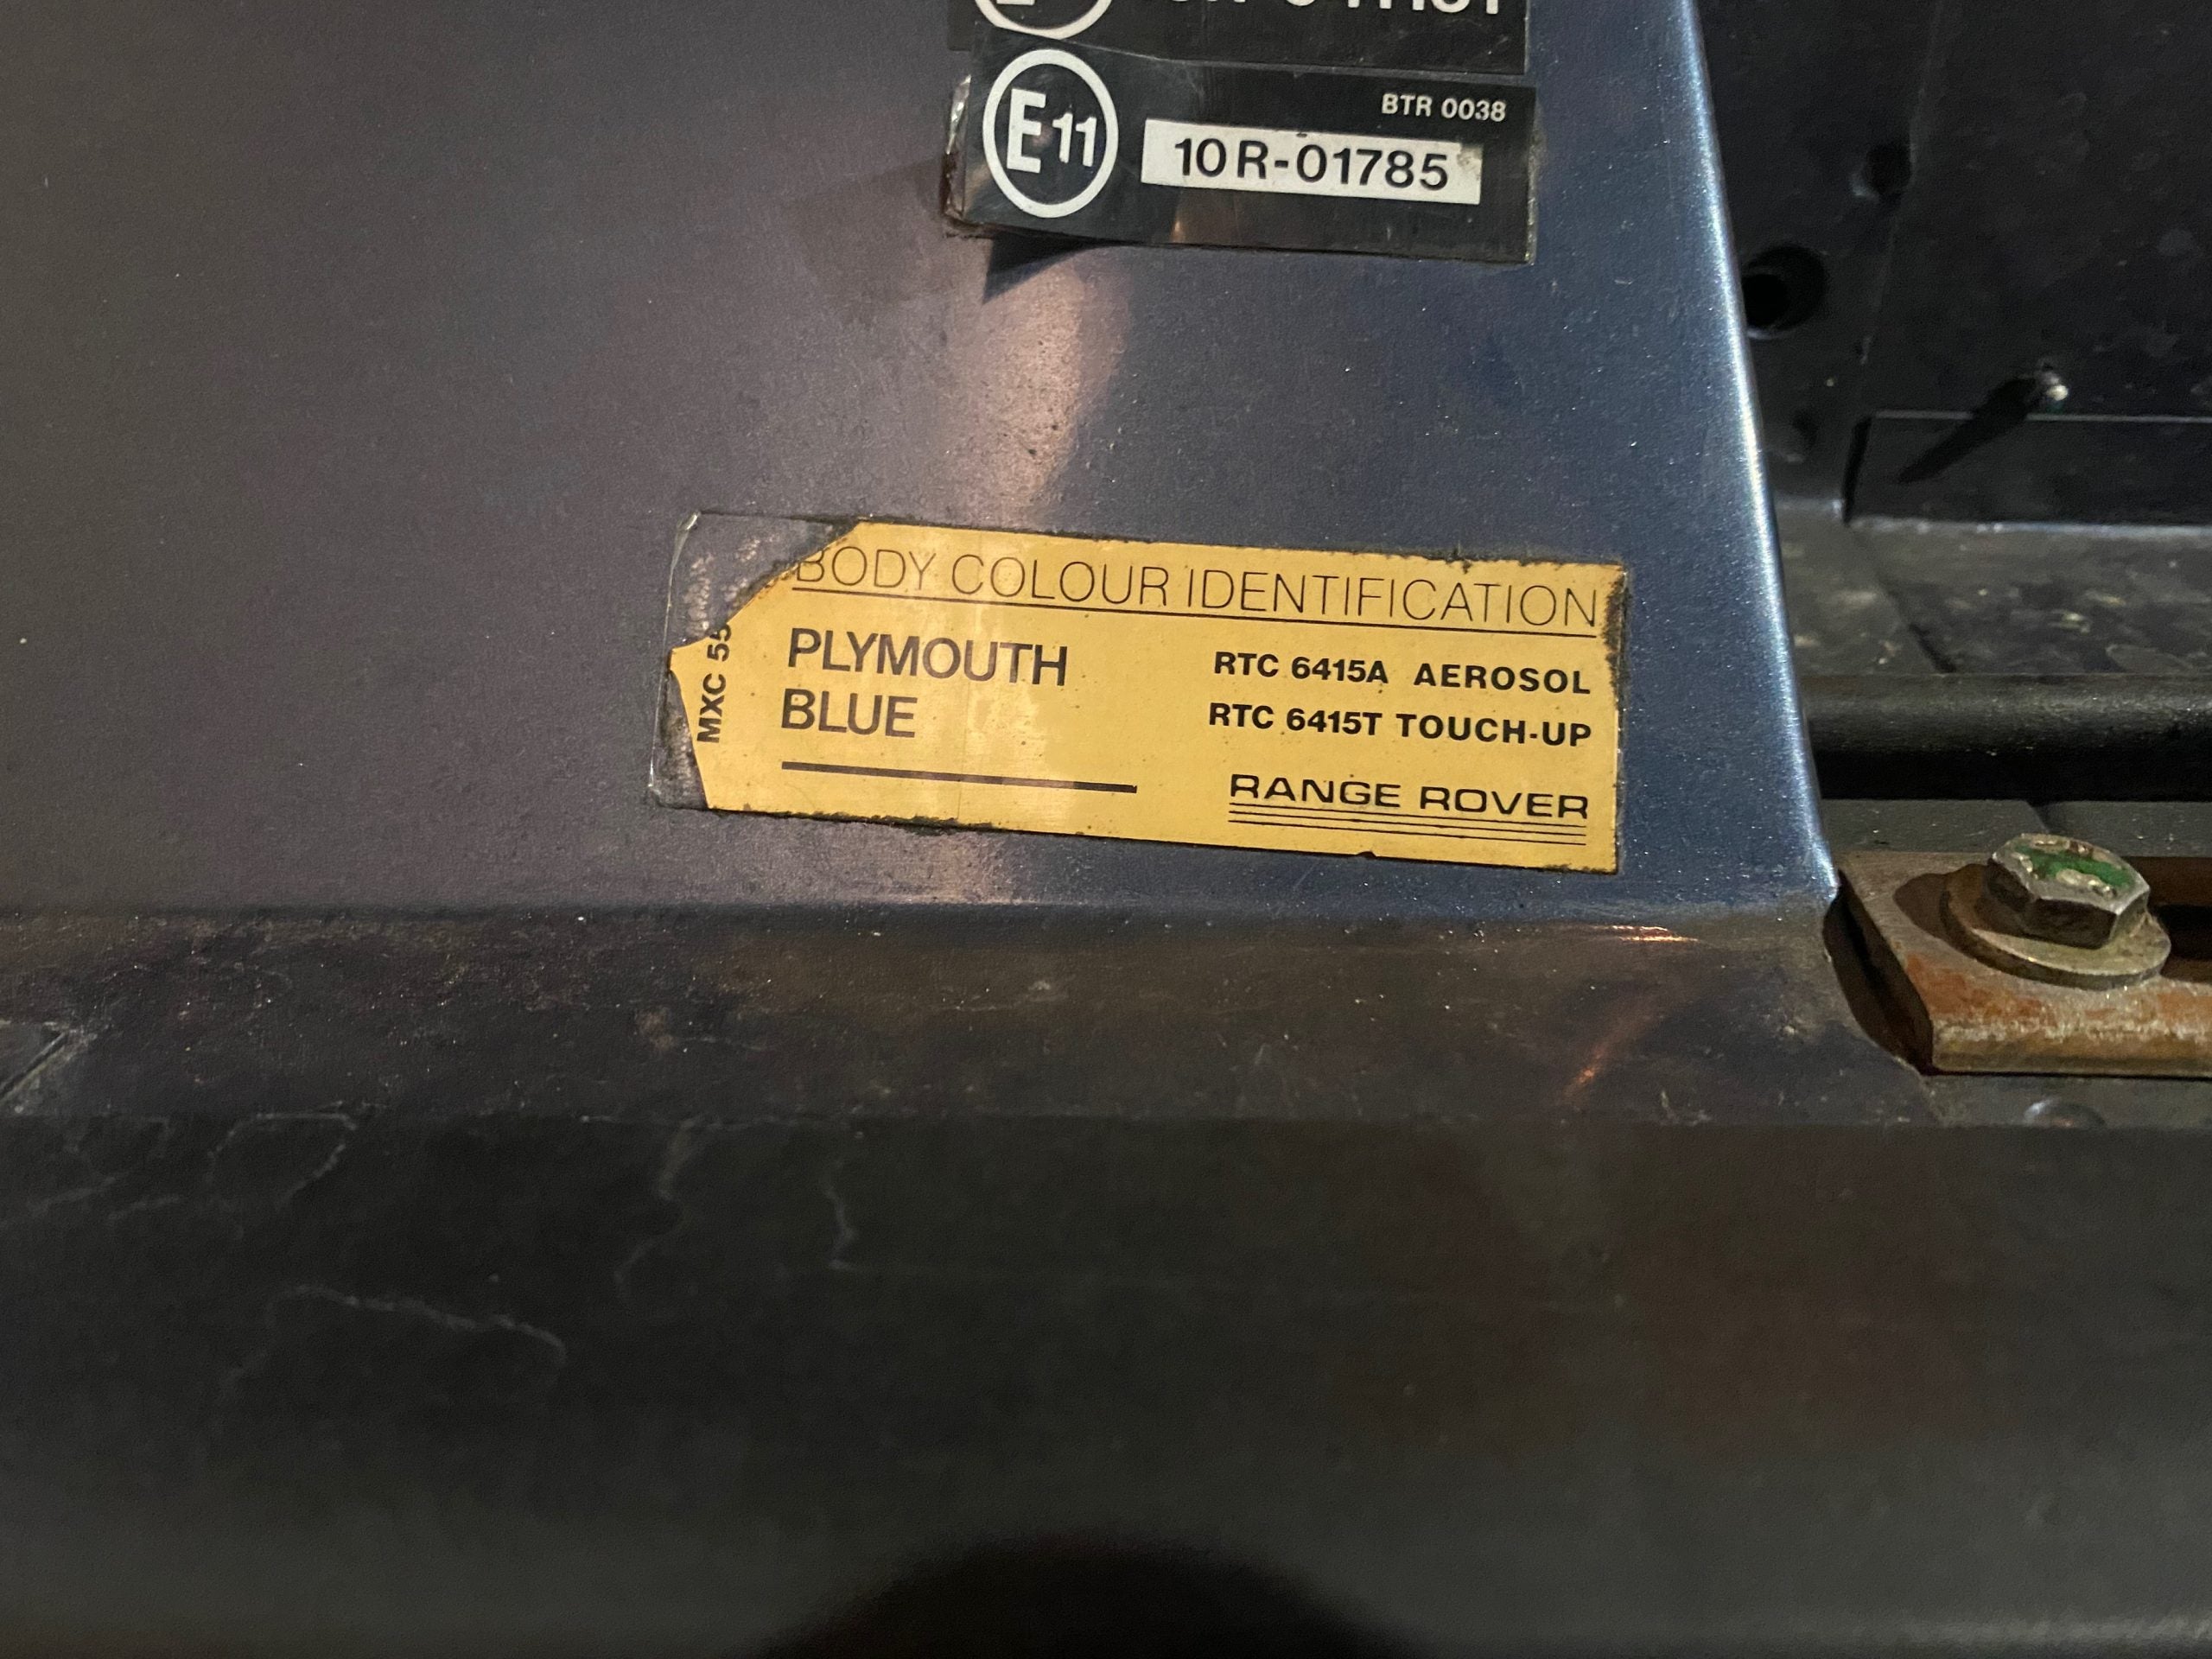 BTR 0038
E11
10R-01785
BODY COLOUR IDENTIFICATION
PLYMOUTH
BLUE
RTC 6415A AEROSOL
RTC 6415T TOUCH-UP
RANGE ROVER
MXC